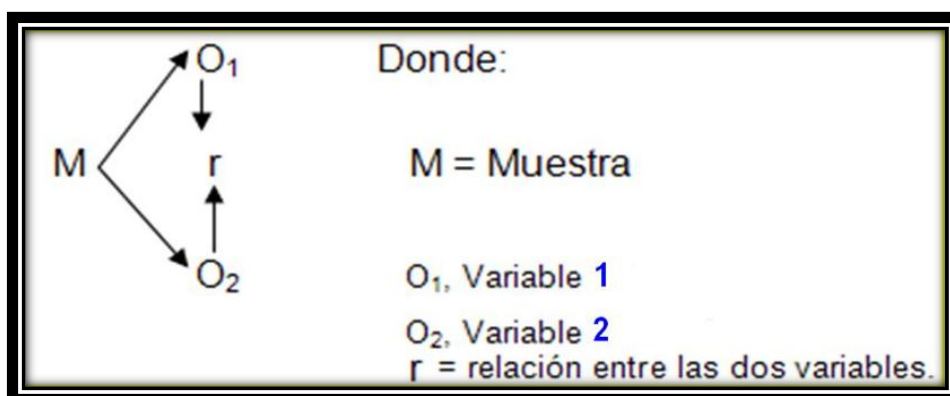 O₁ Donde:
M r M = Muestra
O₂ O₁, Variable 1
O₂, Variable 2
r = relación entre las dos variables.